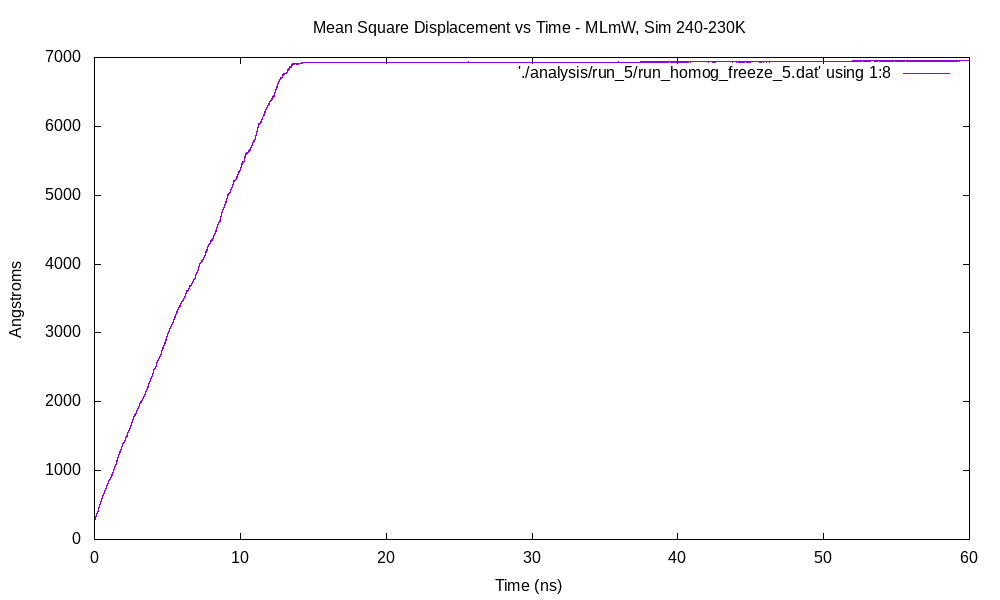 Mean Square Displacement vs Time - MLmW, Sim 240-230K
7000
'./analysis/run_5/run_homog_freeze_5.dat' using 1:8
6000
5000
4000
Angstroms
3000
2000
1000
0
0 10 20 30 40 50 60
Time (ns)